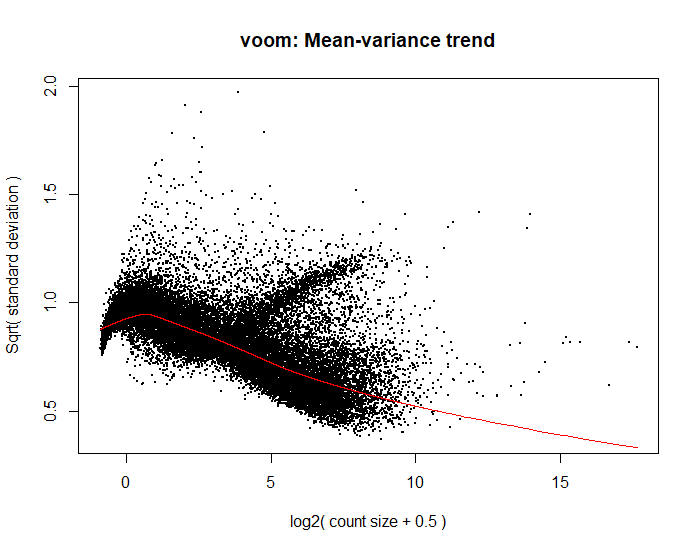 voom: Mean-variance trend
Sqrt( standard deviation )
2.0
1.5
1.0
0.5
0
5
10
15
log2( count size + 0.5 )